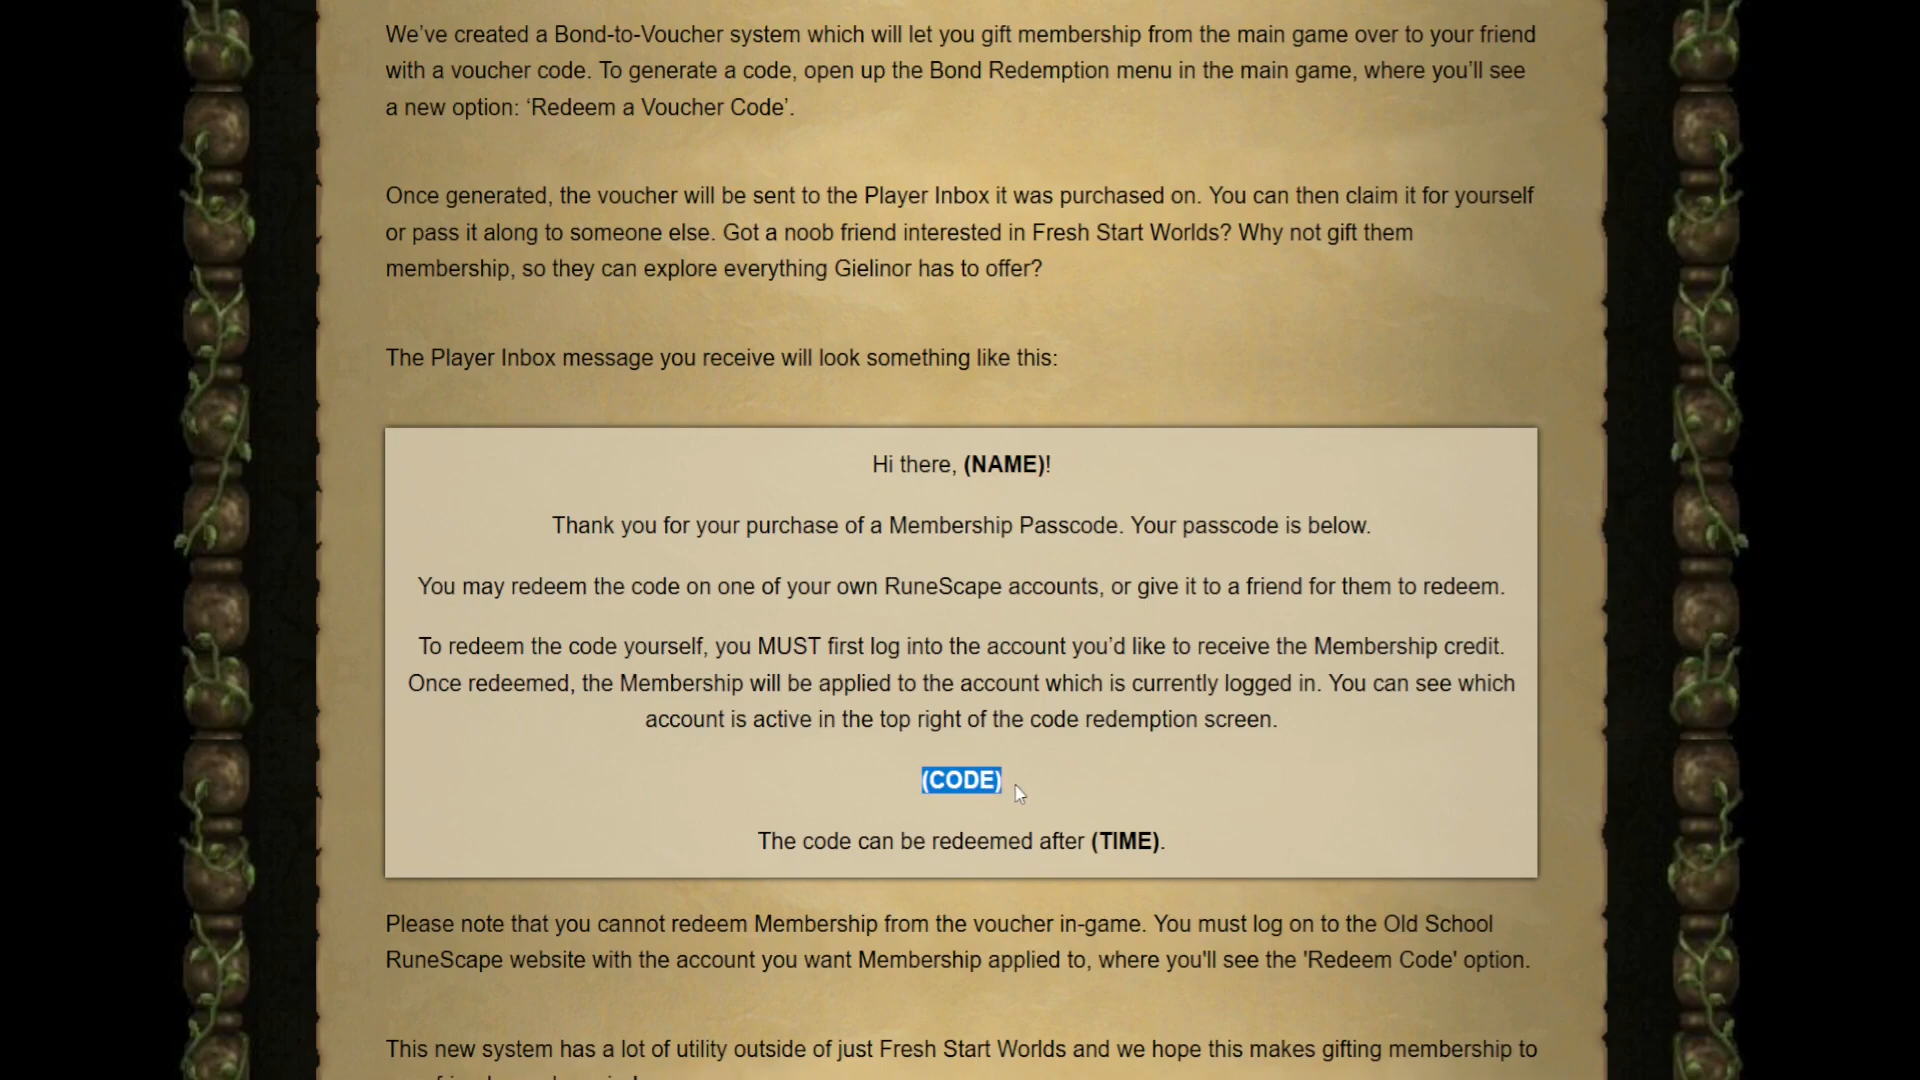 We’ve created a Bond-to-Voucher system which will let you gift membership from the main game over to your friend
with a voucher code. To generate a code, open up the Bond Redemption menu in the main game, where you’ll see
a new option: ‘Redeem a Voucher Code’.
Once generated, the voucher will be sent to the Player Inbox it was purchased on. You can then claim it for yourself
or pass it along to someone else. Got a noob friend interested in Fresh Start Worlds? Why not gift them
membership, so they can explore everything Gielinor has to offer?
The Player Inbox message you receive will look something like this:
Hi there, (NAME)!
Thank you for your purchase of a Membership Passcode. Your passcode is below.
You may redeem the code on one of your own RuneScape accounts, or give it to a friend for them to redeem.
To redeem the code yourself, you MUST first log into the account you’d like to receive the Membership credit.
Once redeemed, the Membership will be applied to the account which is currently logged in. You can see which
account is active in the top right of the code redemption screen.
(CODE)
The code can be redeemed after (TIME).
Please note that you cannot redeem Membership from the voucher in-game. You must log on to the Old School
RuneScape website with the account you want Membership applied to, where you'll see the 'Redeem Code' option.
This new system has a lot of utility outside of just Fresh Start Worlds and we hope this makes gifting membership to